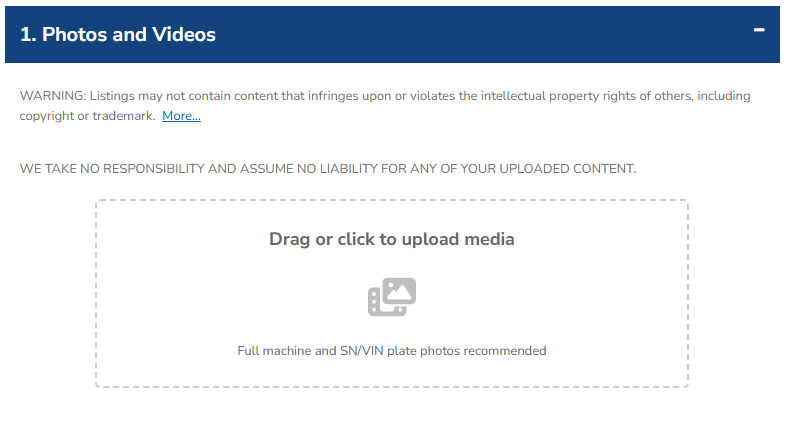 1. Photos and Videos
WARNING: Listings may not contain content that infringes upon or violates the intellectual property rights of others, including
copyright or trademark. More...
WE TAKE NO RESPONSIBILITY AND ASSUME NO LIABILITY FOR ANY OF YOUR UPLOADED CONTENT.
Drag or click to upload media
Full machine and SN/VIN plate photos recommended